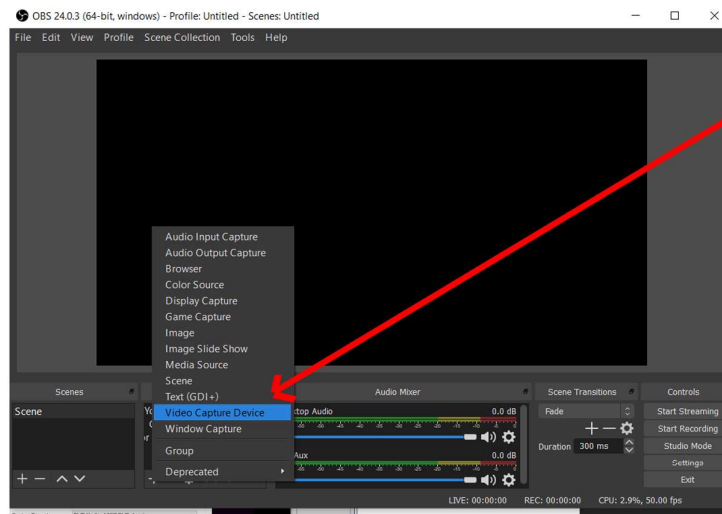 OBS 24.0.3 (64-bit, windows) - Profile: Untitled - Scenes: Untitled
File Edit View Profile Scene Collection Tools Help
Audio Input Capture
Audio Output Capture
Browser
Color Source
Display Capture
Game Capture
Image
Image Slide Show
Media Source
Scene
Text (GDI+)
Video Capture Device
Window Capture
Group
Deprecated
Scenes
Scene
Audio Mixer
Audio 0.0 dB
Aux 0.0 dB
Scene Transitions
Fade
Duration 300 ms
Controls
Start Streaming
Start Recording
Studio Mode
Settings
Exit
LIVE: 00:00:00 REC: 00:00:00 CPU: 2.9%, 50.00 fps